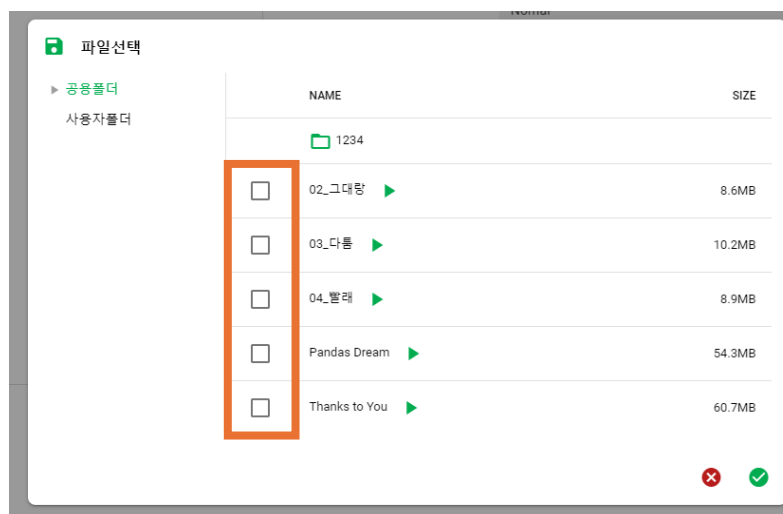 파일선택
공용폴더
사용자폴더
NAME SIZE
1234
02_그대랑 8.6MB
03_다툼 10.2MB
04_빨래 8.9MB
Pandas Dream 54.3MB
Thanks to You 60.7MB